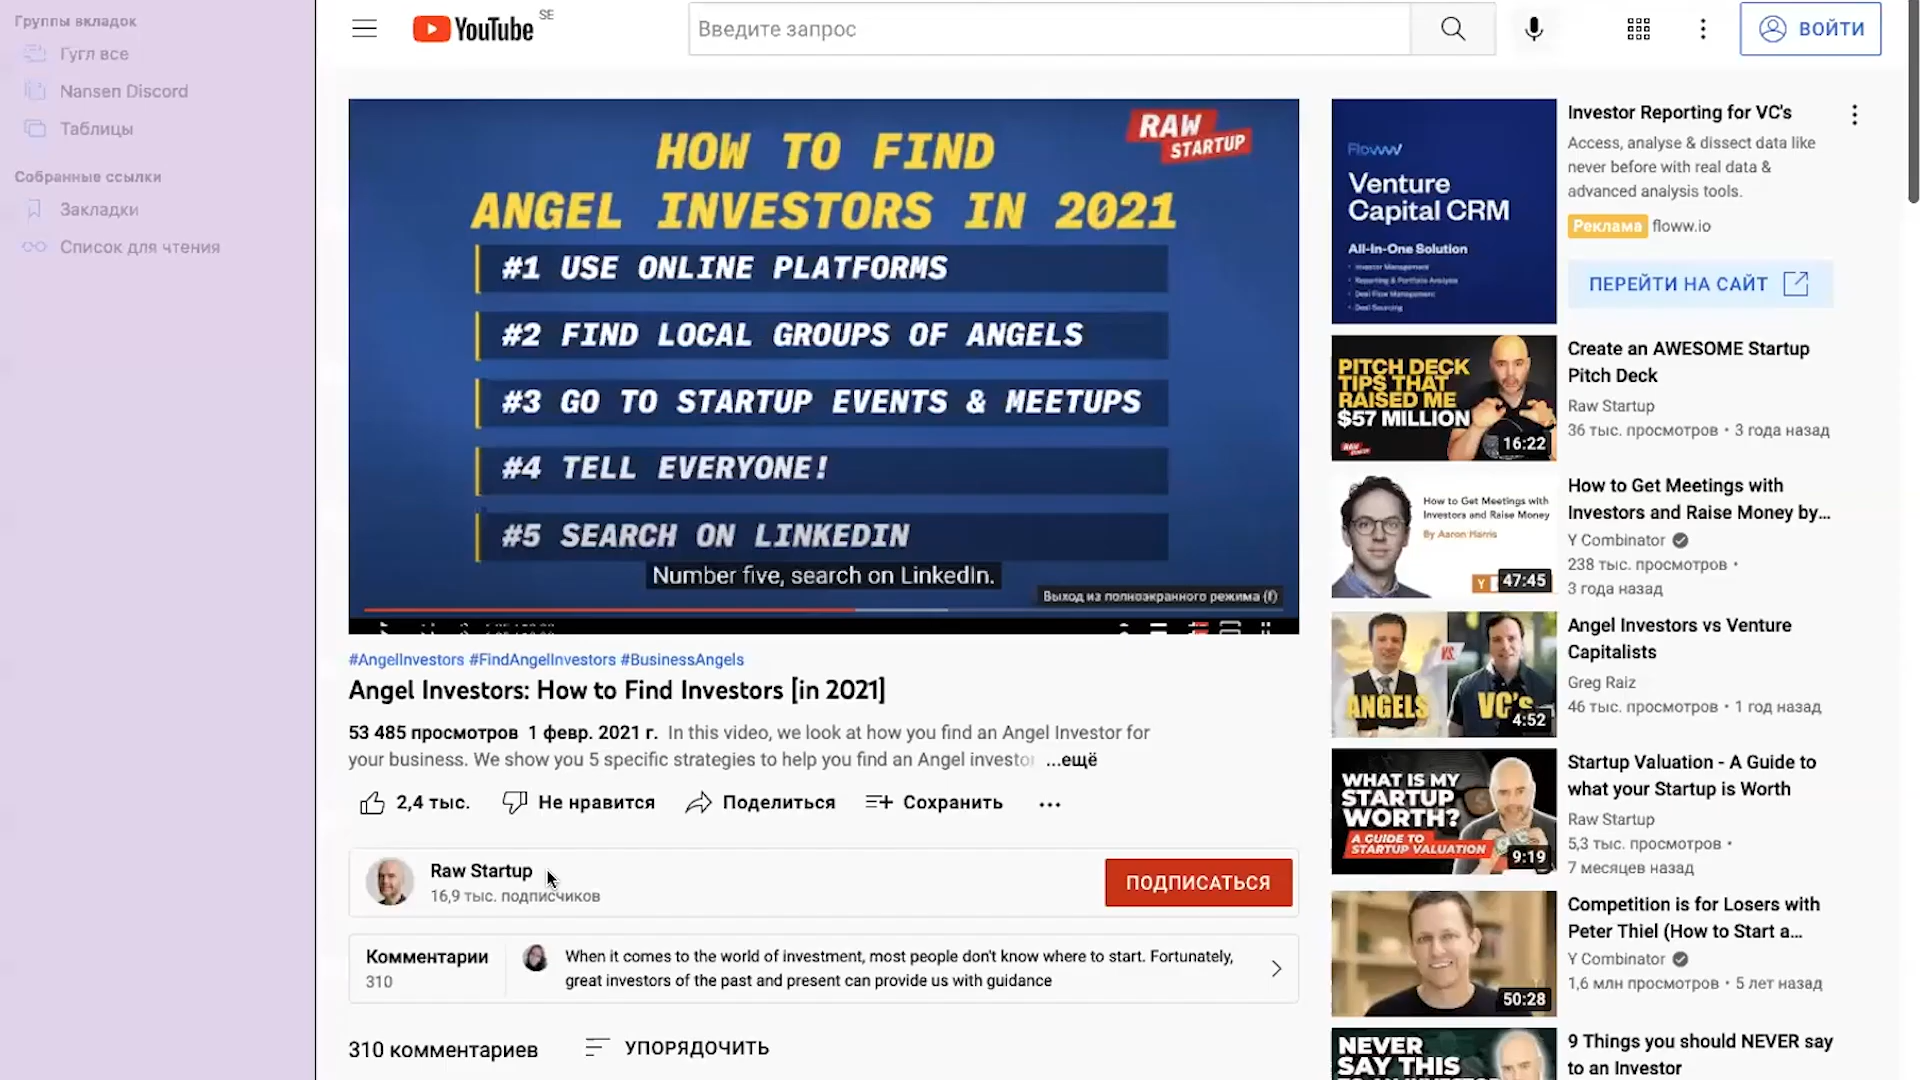 Группы вкладок
Гугл все
Nansen Discord
Таблицы
Собранные ссылки
Закладки
Список для чтения
YouTube SE
Введите запрос
ВОЙТИ
RAW
STARTUP
HOW TO FIND
ANGEL INVESTORS IN 2021
#1 USE ONLINE PLATFORMS
#2 FIND LOCAL GROUPS OF ANGELS
#3 GO TO STARTUP EVENTS & MEETUPS
#4 TELL EVERYONE!
#5 SEARCH ON LINKEDIN
Number five, search on LinkedIn.
Выход из полноэкранного режима (f)
#AngelInvestors #FindAngelInvestors #BusinessAngels
Angel Investors: How to Find Investors [in 2021]
53 485 просмотров 1 февр. 2021 г. In this video, we look at how you find an Angel Investor for
your business. We show you 5 specific strategies to help you find an Angel investor ...ещё
2,4 тыс. Не нравится Поделиться Сохранить
Raw Startup
16,9 тыс. подписчиков
ПОДПИСАТЬСЯ
Комментарии
310
When it comes to the world of investment, most people don't know where to start. Fortunately,
great investors of the past and present can provide us with guidance
310 комментариев УПОРЯДОЧИТЬ
Floww
Venture
Capital CRM
All-In-One Solution
Investor Management
Reporting & Portfolio Analysis
Deal Flow Management
Deal Sourcing
Investor Reporting for VC's
Access, analyse & dissect data like
never before with real data &
advanced analysis tools.
Реклама floww.io
ПЕРЕЙТИ НА САЙТ
PITCH DECK
TIPS THAT
RAISED ME
$57 MILLION
16:22
Create an AWESOME Startup
Pitch Deck
Raw Startup
36 тыс. просмотров • 3 года назад
How to Get Meetings with
Investors and Raise Money
By Aaron Harris
Y
47:45
How to Get Meetings with
Investors and Raise Money by...
Y Combinator
238 тыс. просмотров •
3 года назад
VS.
ANGELS
VC's
4:52
Angel Investors vs Venture
Capitalists
Greg Raiz
46 тыс. просмотров • 1 год назад
WHAT IS MY
STARTUP
WORTH?
A GUIDE TO
STARTUP VALUATION
9:19
Startup Valuation - A Guide to
what your Startup is Worth
Raw Startup
5,3 тыс. просмотров •
7 месяцев назад
50:28
Competition is for Losers with
Peter Thiel (How to Start a...
Y Combinator
1,6 млн просмотров • 5 лет назад
NEVER
SAY THIS
9 Things you should NEVER say
to an Investor